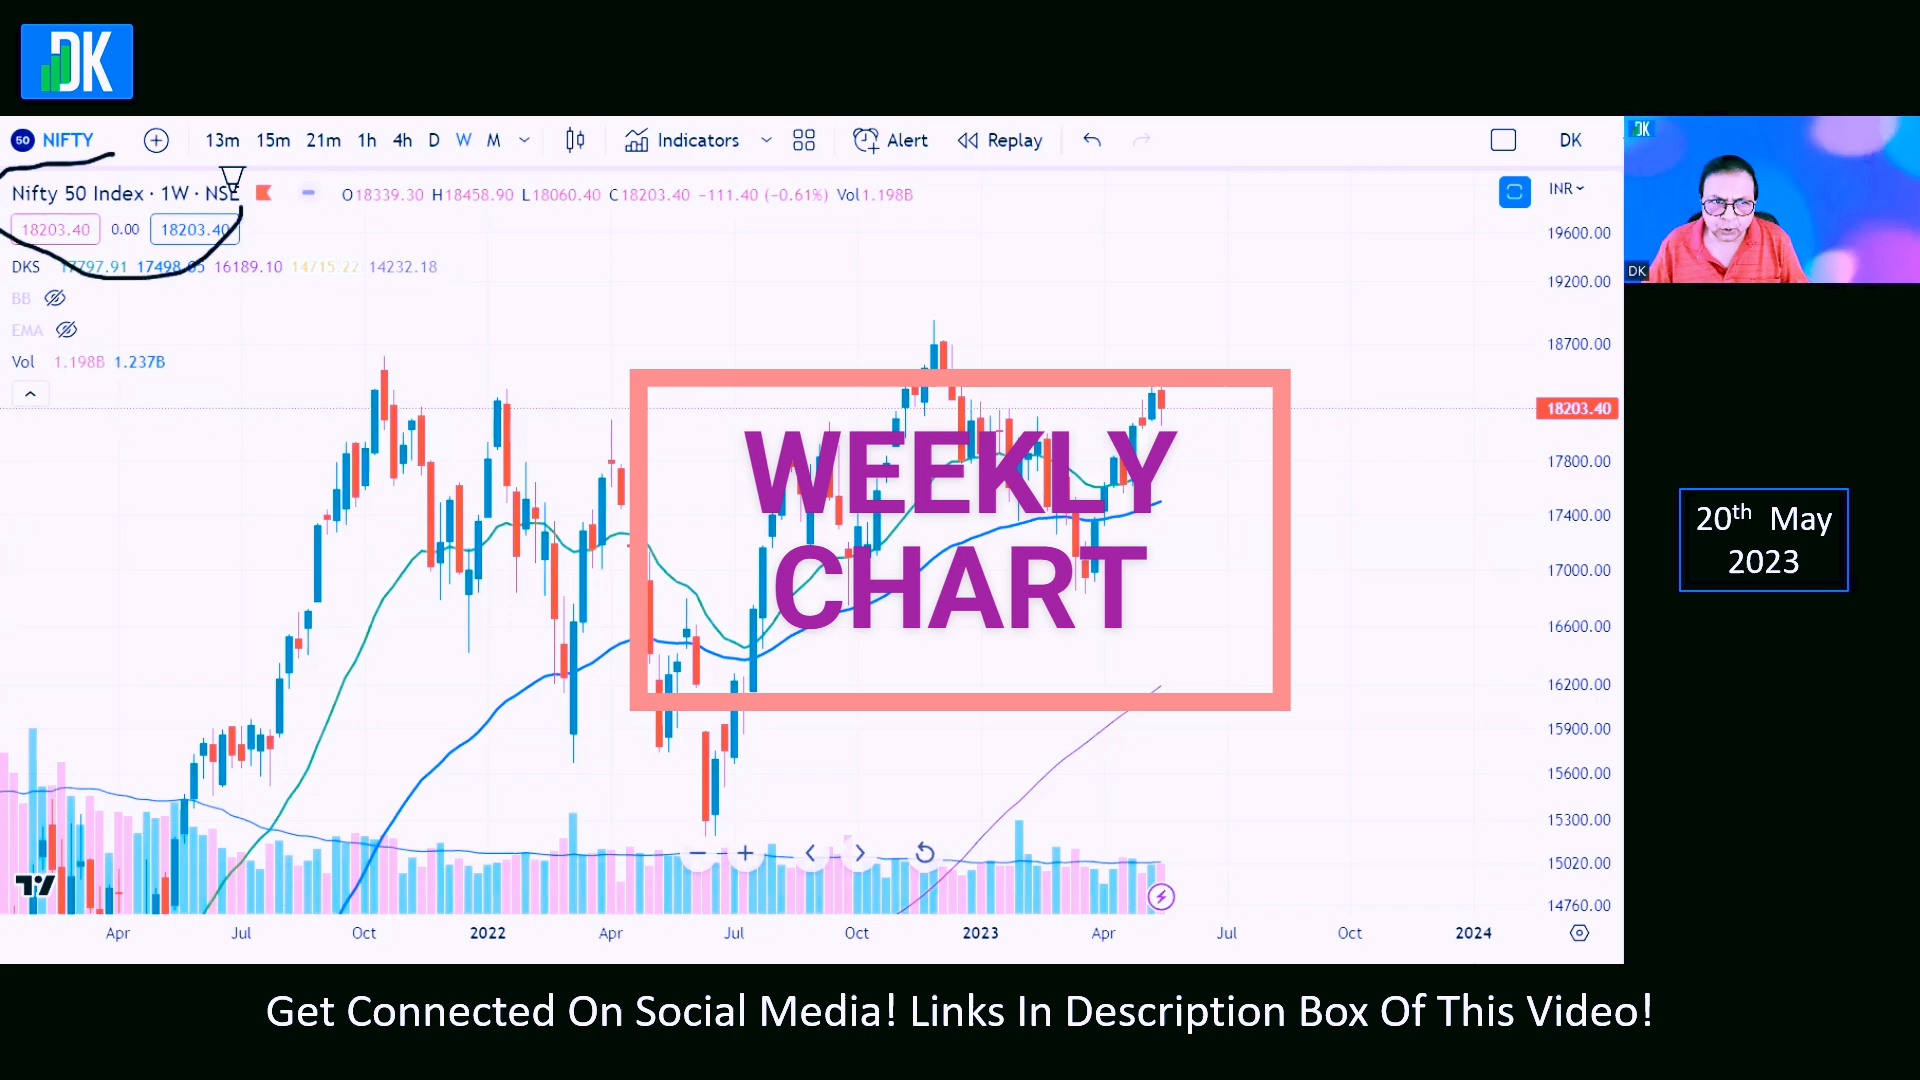 DK
50 NIFTY 13m 15m 21m 1h 4h D W M Indicators Alert Replay DK
Nifty 50 Index · 1W · NSE O18339.30 H18458.90 L18060.40 C18203.40 −111.40 (−0.61%) Vol1.198B INR
18203.40 0.00 18203.40
DKS 17797.91 17498.05 16189.10 14715.22 14232.18
BB
EMA
Vol 1.198B 1.237B
19600.00
19200.00
18700.00
18203.40
17800.00
17400.00
17000.00
16600.00
16200.00
15900.00
15600.00
15300.00
15020.00
14760.00
WEEKLY
CHART
Apr Jul Oct 2022 Apr Jul Oct 2023 Apr Jul Oct 2024
DK
DK
20th May
2023
Get Connected On Social Media! Links In Description Box Of This Video!